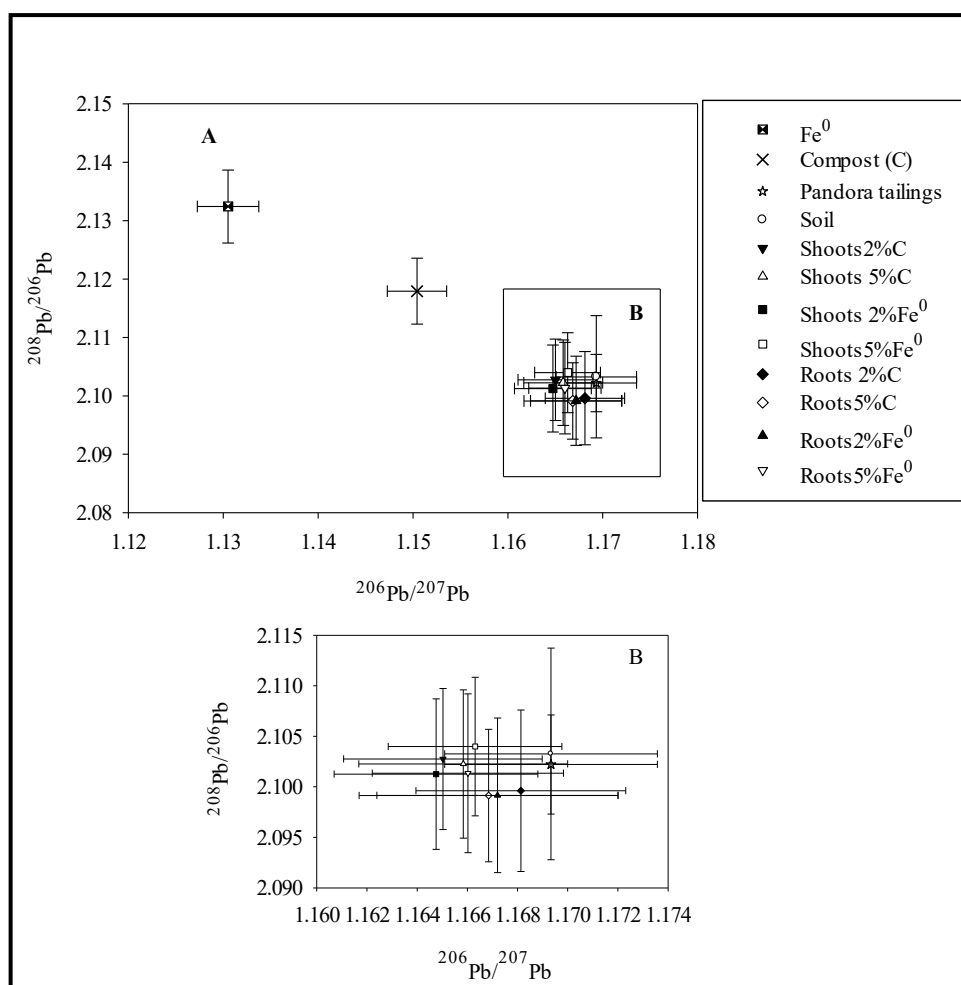 2.15
A
2.14
2.13
2.12
2.11
2.10
2.09
2.08
²⁰⁸Pb/²⁰⁶Pb
B
1.12 1.13 1.14 1.15 1.16 1.17 1.18
²⁰⁶Pb/²⁰⁷Pb
Fe⁰
Compost (C)
Pandora tailings
Soil
Shoots2%C
Shoots 5%C
Shoots 2%Fe⁰
Shoots5%Fe⁰
Roots 2%C
Roots5%C
Roots2%Fe⁰
Roots5%Fe⁰
2.115
B
2.110
2.105
2.100
2.095
2.090
²⁰⁸Pb/²⁰⁶Pb
1.160 1.162 1.164 1.166 1.168 1.170 1.172 1.174
²⁰⁶Pb/²⁰⁷Pb